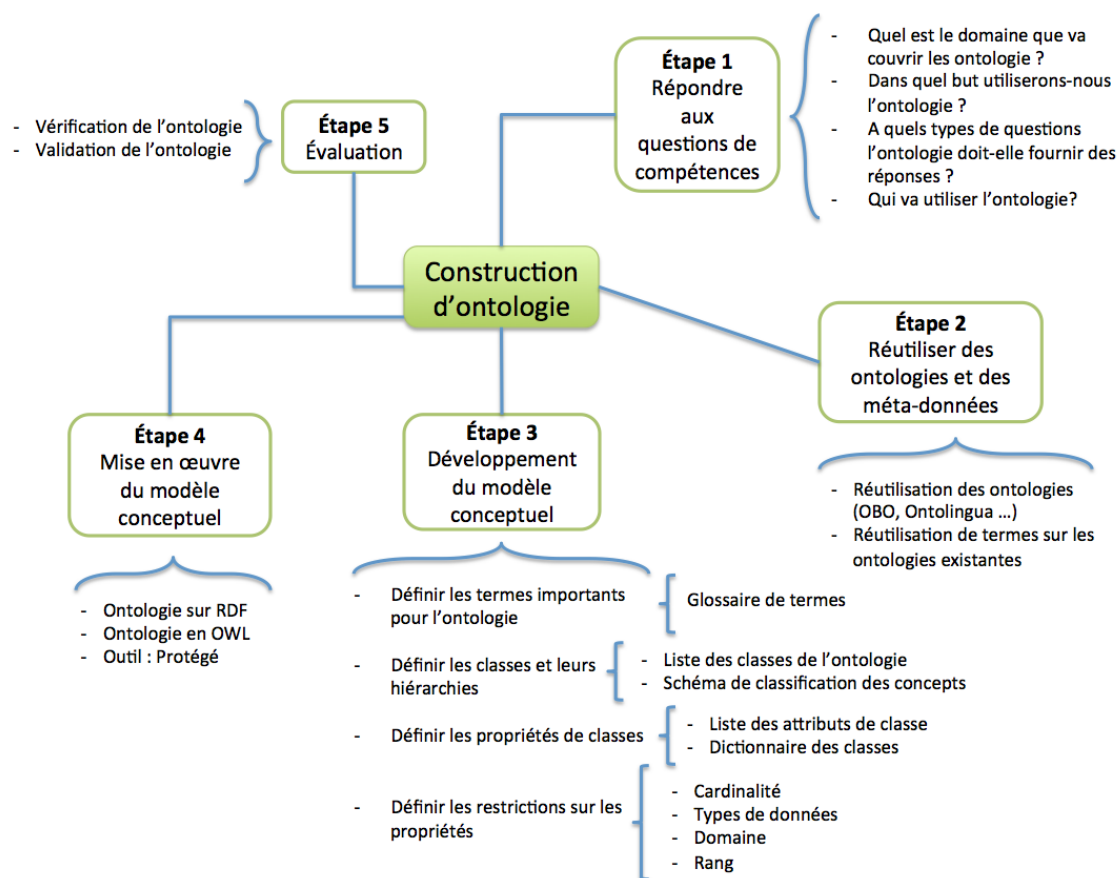 Étape 1
Répondre
aux
questions de
compétences
- Quel est le domaine que va
couvrir les ontologie ?
- Dans quel but utiliserons-nous
l’ontologie ?
- A quels types de questions
l’ontologie doit-elle fournir des
réponses ?
- Qui va utiliser l’ontologie?
Étape 5
Évaluation
- Vérification de l’ontologie
- Validation de l’ontologie
Construction
d’ontologie
Étape 2
Réutiliser des
ontologies et des
méta-données
- Réutilisation des ontologies
(OBO, Ontolingua ...)
- Réutilisation de termes sur les
ontologies existantes
Étape 4
Mise en œuvre
du modèle
conceptuel
- Ontologie sur RDF
- Ontologie en OWL
- Outil : Protégé
Étape 3
Développement
du modèle
conceptuel
- Définir les termes importants
pour l’ontologie
Glossaire de termes
- Définir les classes et leurs
hiérarchies
- Liste des classes de l’ontologie
- Schéma de classification des concepts
- Définir les propriétés de classes
- Liste des attributs de classe
- Dictionnaire des classes
- Définir les restrictions sur les
propriétés
- Cardinalité
- Types de données
- Domaine
- Rang